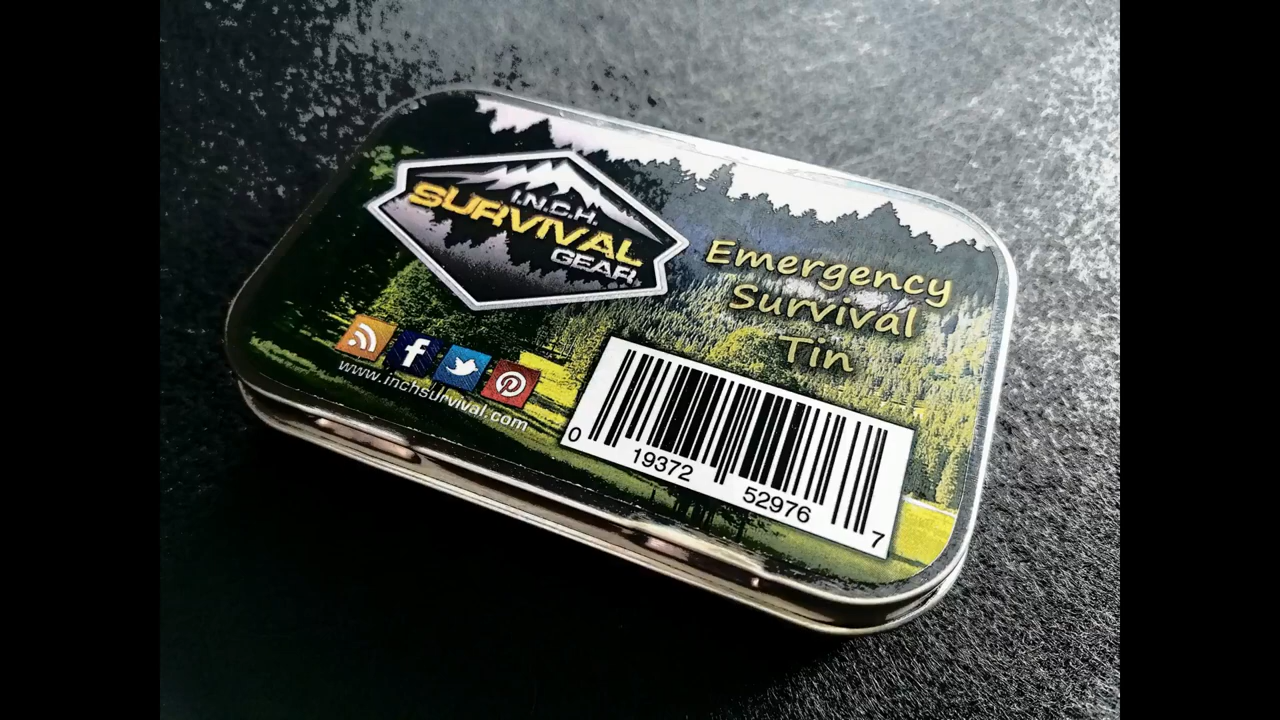 I.N.C.H.
SURVIVAL
GEAR
Emergency
Survival
Tin
www.inchsurvival.com
0 19372 52976 7